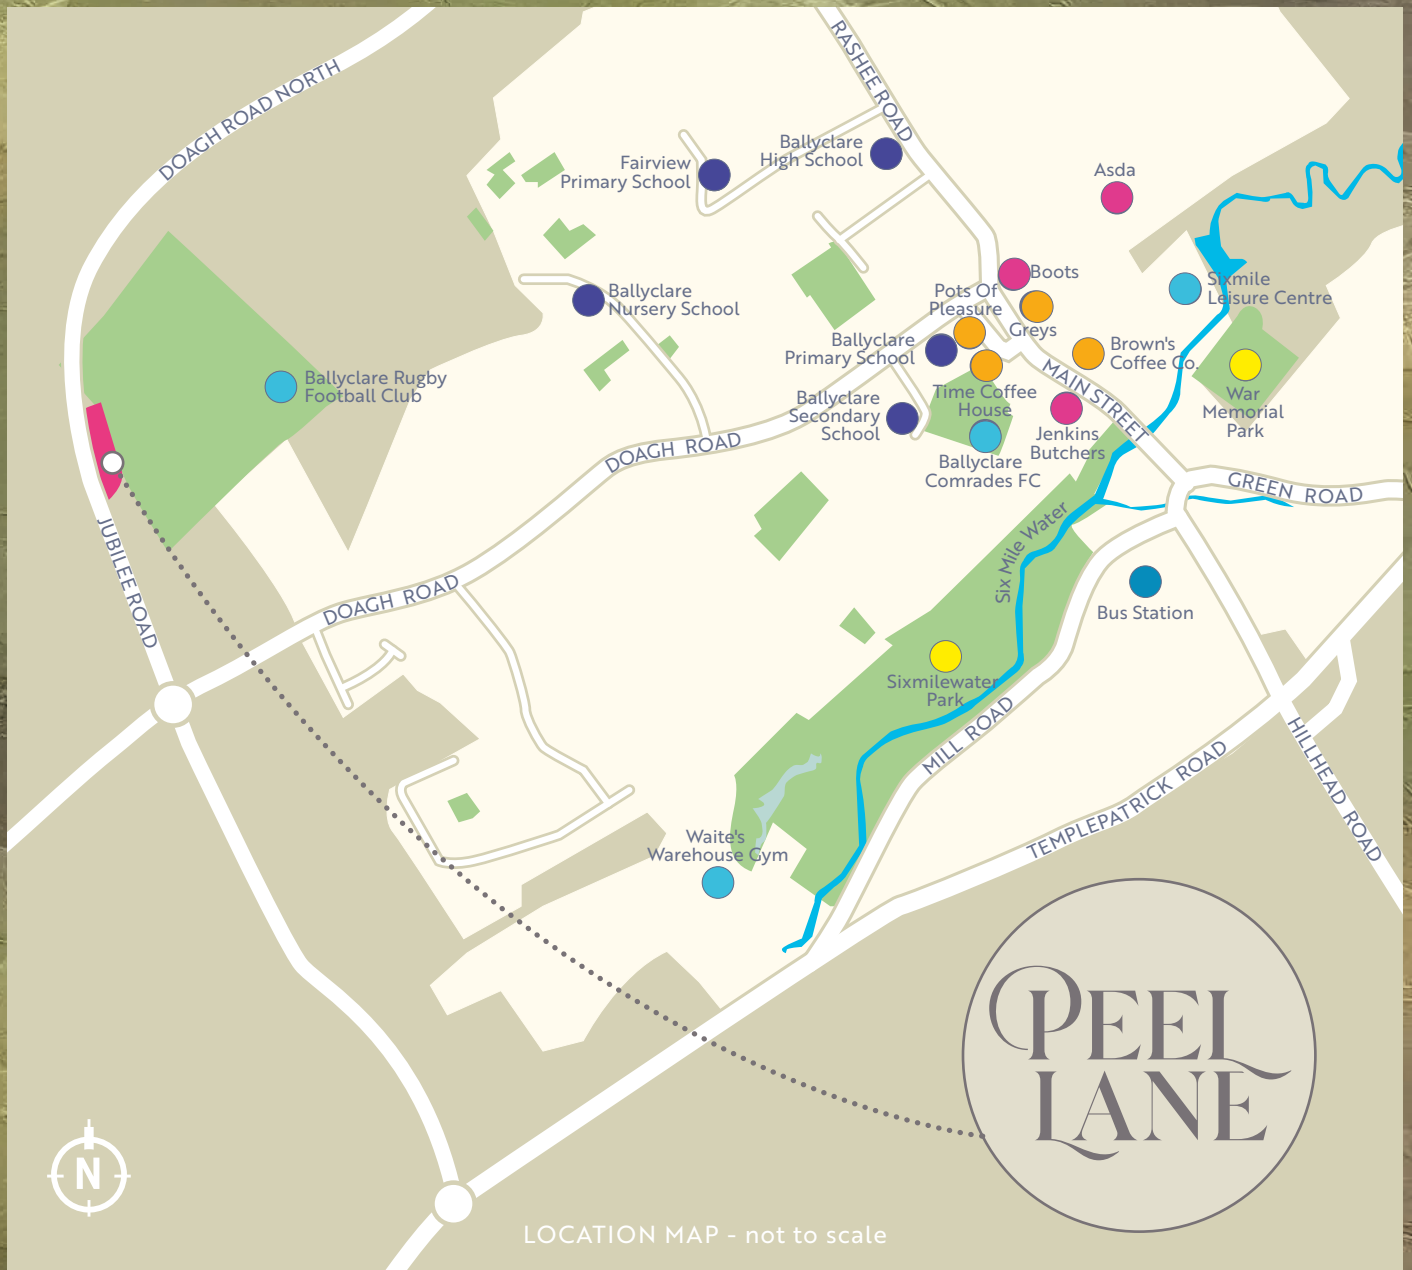 DOAGH ROAD NORTH
RASHEE ROAD
Ballyclare
High School
Fairview
Primary School
Asda
Boots
Sixmile
Leisure Centre
Ballyclare
Nursery School
Pots Of
Pleasure
Greys
Ballyclare
Primary School
Brown's
Coffee Co.
MAIN STREET
Ballyclare Rugby
Football Club
Time Coffee
House
War
Memorial
Park
Ballyclare
Secondary
School
Jenkins
Butchers
DOAGH ROAD
Ballyclare
Comrades FC
GREEN ROAD
JUBILEE ROAD
Six Mile Water
DOAGH ROAD
Bus Station
Sixmilewater
Park
MILL ROAD
HILLHEAD ROAD
TEMPLEPATRICK ROAD
Waite's
Warehouse Gym
PEEL
LANE
N
LOCATION MAP - not to scale